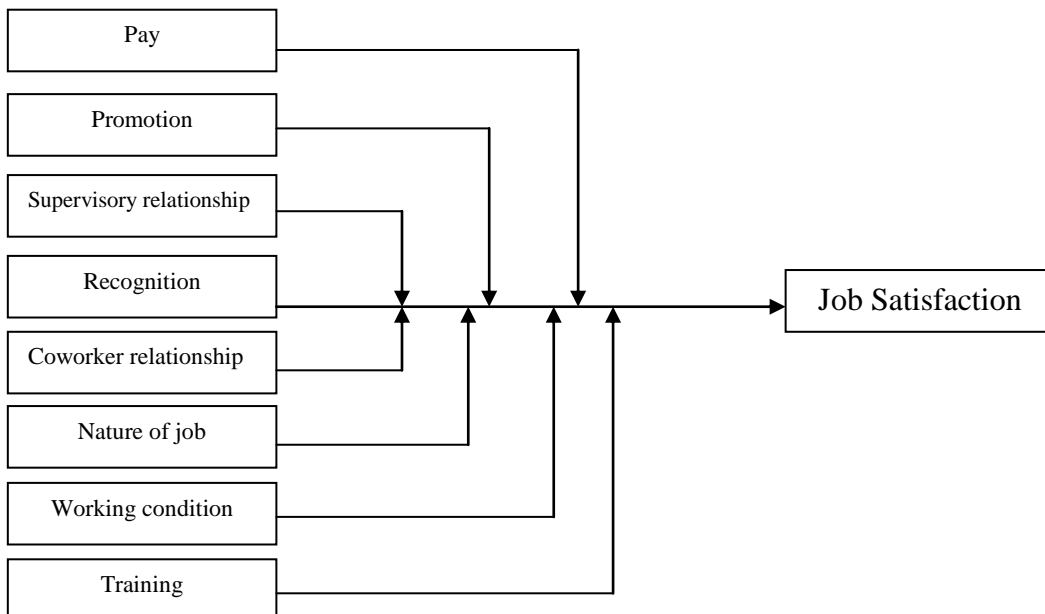 Pay
Promotion
Supervisory relationship
Recognition
Job Satisfaction
Coworker relationship
Nature of job
Working condition
Training